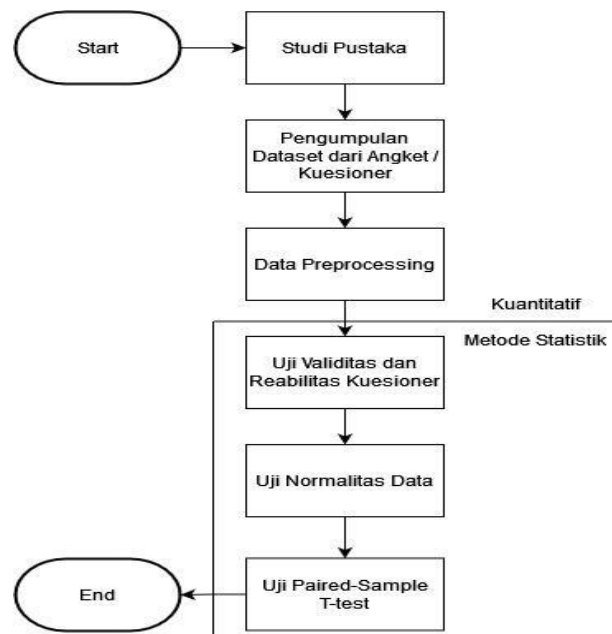 Start
Studi Pustaka
Pengumpulan
Dataset dari Angket /
Kuesioner
Data Preprocessing
Kuantitatif
Metode Statistik
Uji Validitas dan
Reabilitas Kuesioner
Uji Normalitas Data
Uji Paired-Sample
T-test
End